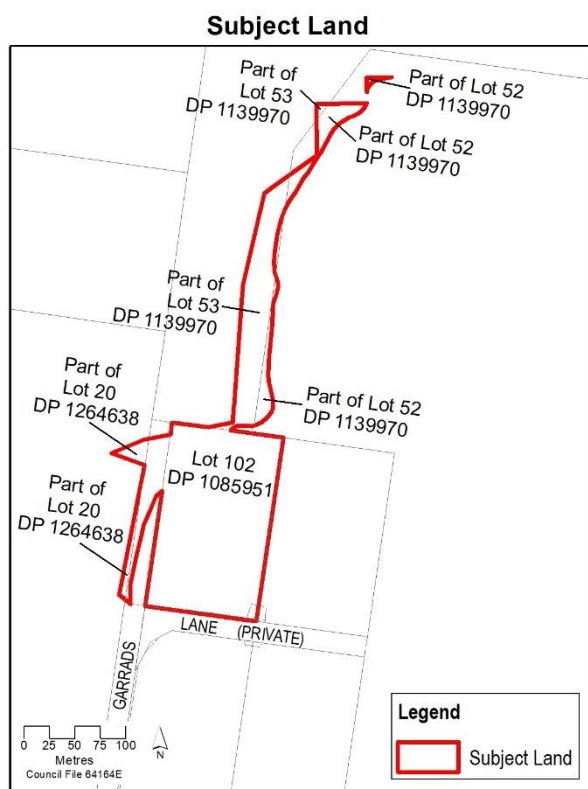 Subject Land
Part of
Lot 53
DP 1139970
Part of Lot 52
DP 1139970
Part of Lot 52
DP 1139970
Part of
Lot 53
DP 1139970
Part of Lot 52
DP 1139970
Part of
Lot 20
DP 1264638
Lot 102
DP 1085951
Part of
Lot 20
DP 1264638
LANE (PRIVATE)
GARRADS
0 25 50 75 100
Metres
Council File 64164E
N
Legend
Subject Land